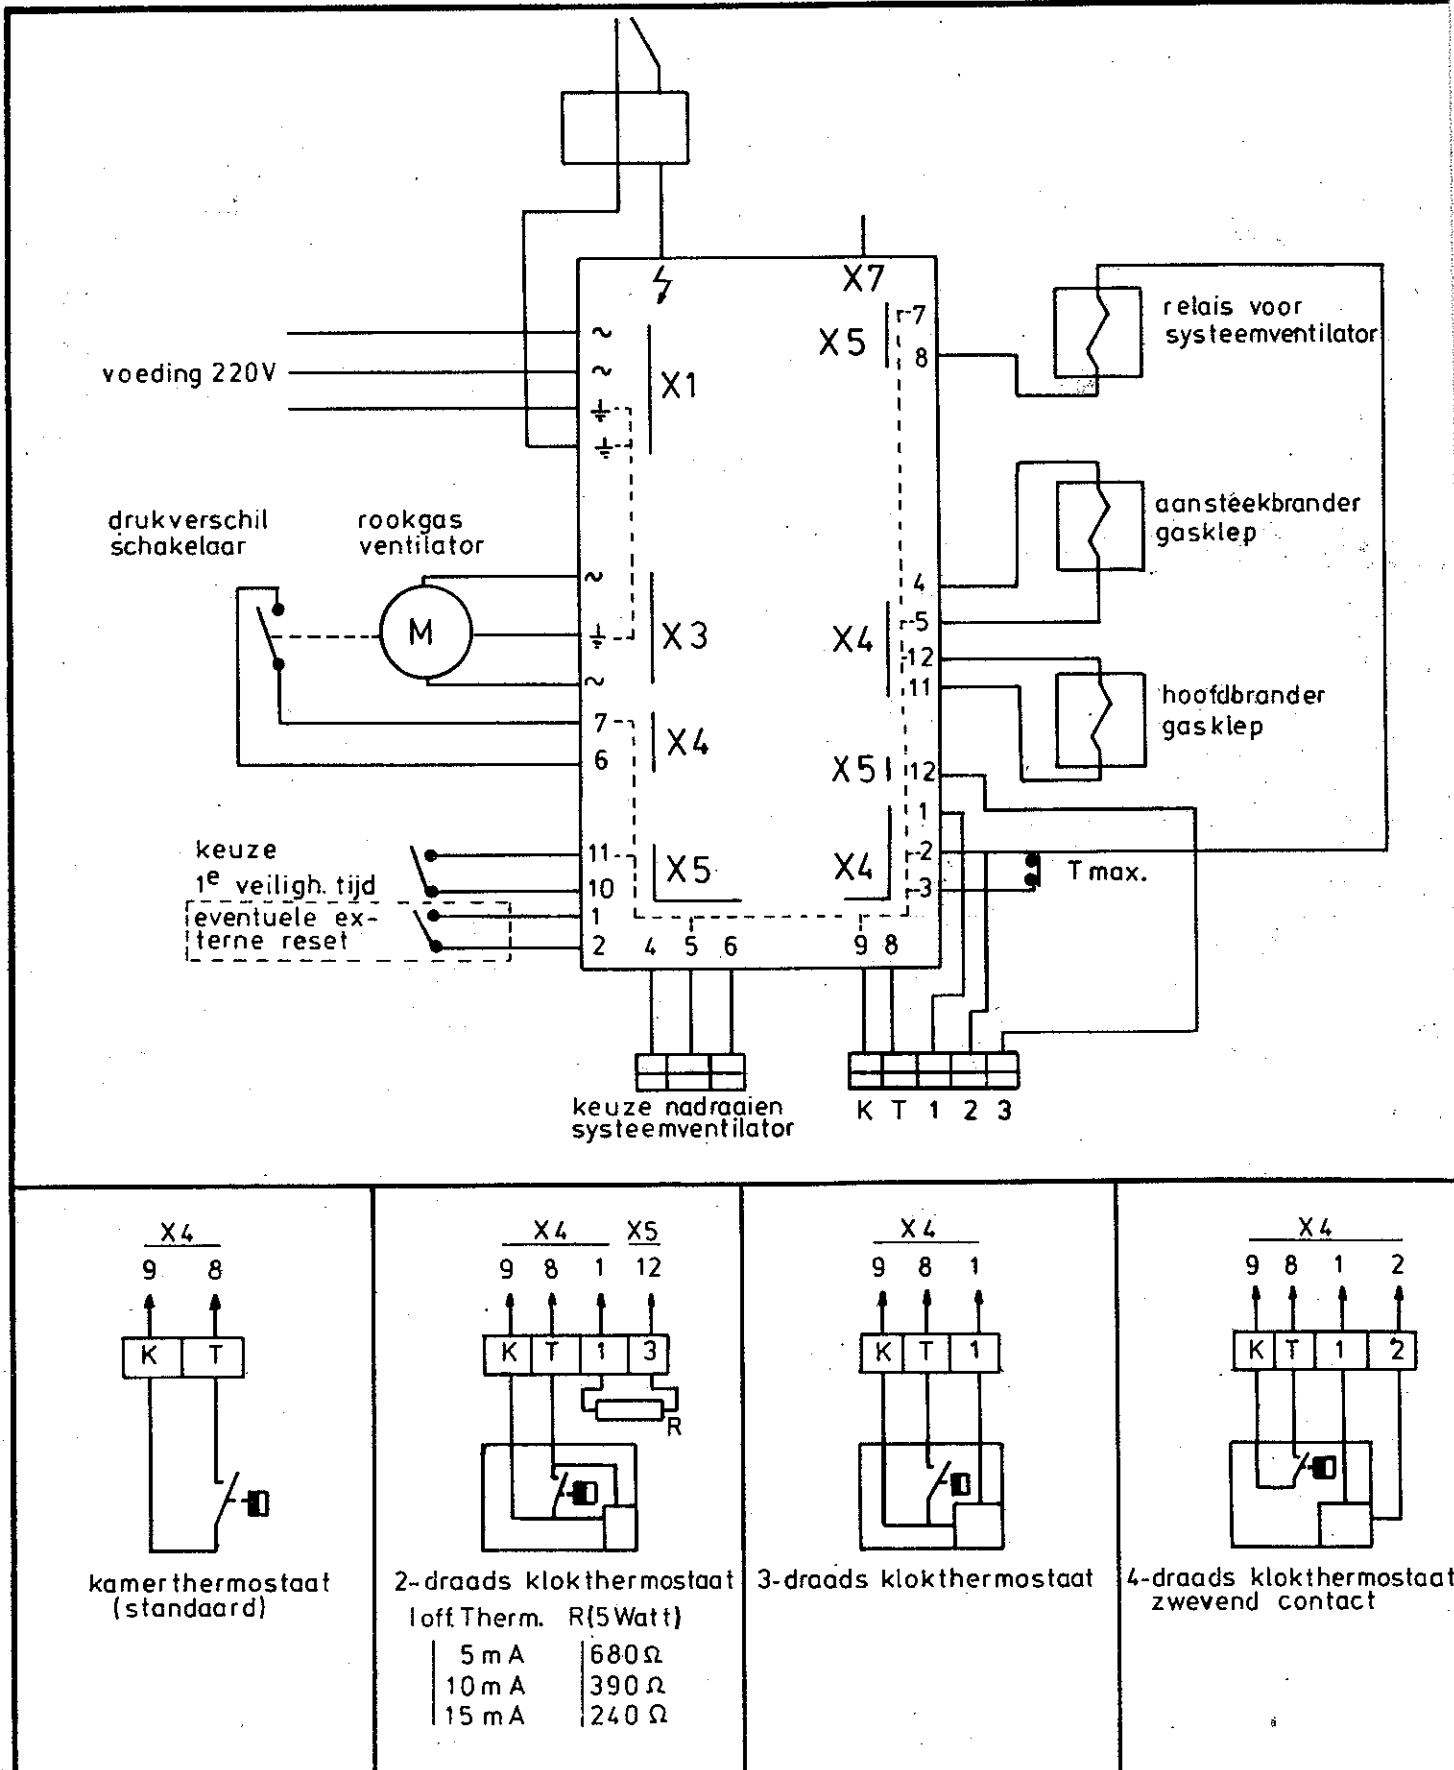 X7
7
X5
8
relais voor
systeemventilator
~
voeding 220V
~
X1
aansteekbrander
gasklep
drukverschil
schakelaar
rookgas
ventilator
~
4
5
M
X3
X4
12
11
~
hoofdbrander
gasklep
7
X4
6
X5
12
1
keuze
1e veiligh. tijd
11
X5
10
X4
2
T max.
3
eventuele ex-
terne reset
1
2
4 5 6
9 8
keuze nadraaien
systeemventilator
K T 1 2 3
X4
9 8
K T
kamerthermostaat
(standaard)
X4 X5
9 8 1 12
K T 1 3
R
2-draads klokthermostaat
I off. Therm. R(5Watt)
5 mA 680Ω
10 mA 390 Ω
15 mA 240 Ω
X4
9 8 1
K T 1
3-draads klokthermostaat
X4
9 8 1 2
K T 1 2
4-draads klokthermostaat
zwevend contact